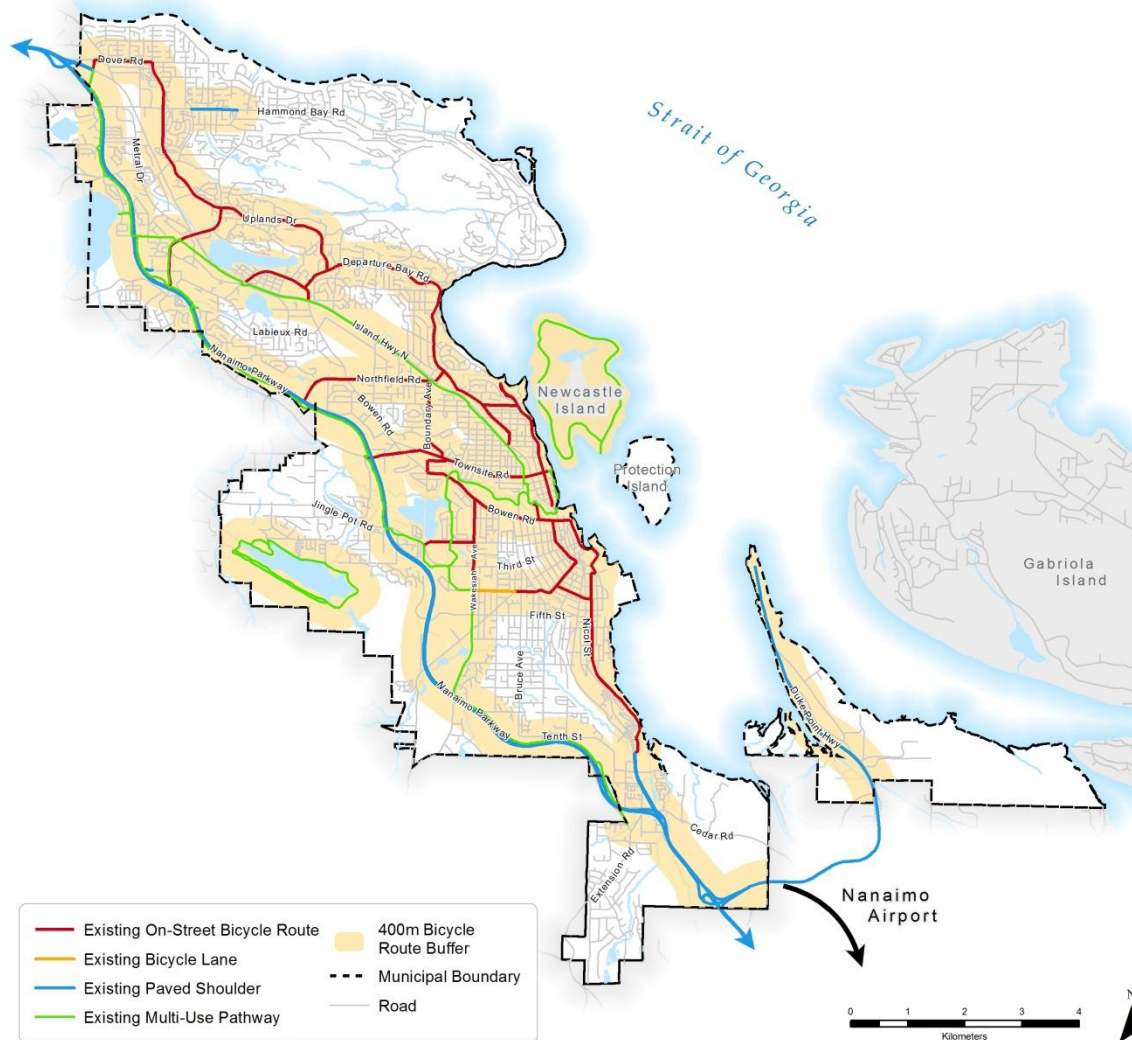 Dover Rd
Hammond Bay Rd
Strait of Georgia
Metral Dr
Uplands Dr
Departure Bay Rd
Island Hwy N
Labieux Rd
Nanaimo Parkway
Northfield Rd
Boundary Ave
Bowen Rd
Newcastle
Island
Townsite Rd
Protection
Island
Jingle Pot Rd
Bowen Rd
Third St
Wakesiah Ave
Gabriola
Island
Fifth St
Nicol St
Bruce Ave
Nanaimo Parkway
Duke Point Hwy
Tenth St
Cedar Rd
Extension Rd
Nanaimo
Airport
Existing On-Street Bicycle Route
Existing Bicycle Lane
Existing Paved Shoulder
Existing Multi-Use Pathway
400m Bicycle
Route Buffer
Municipal Boundary
Road
0 1 2 3 4
Kilometers
N